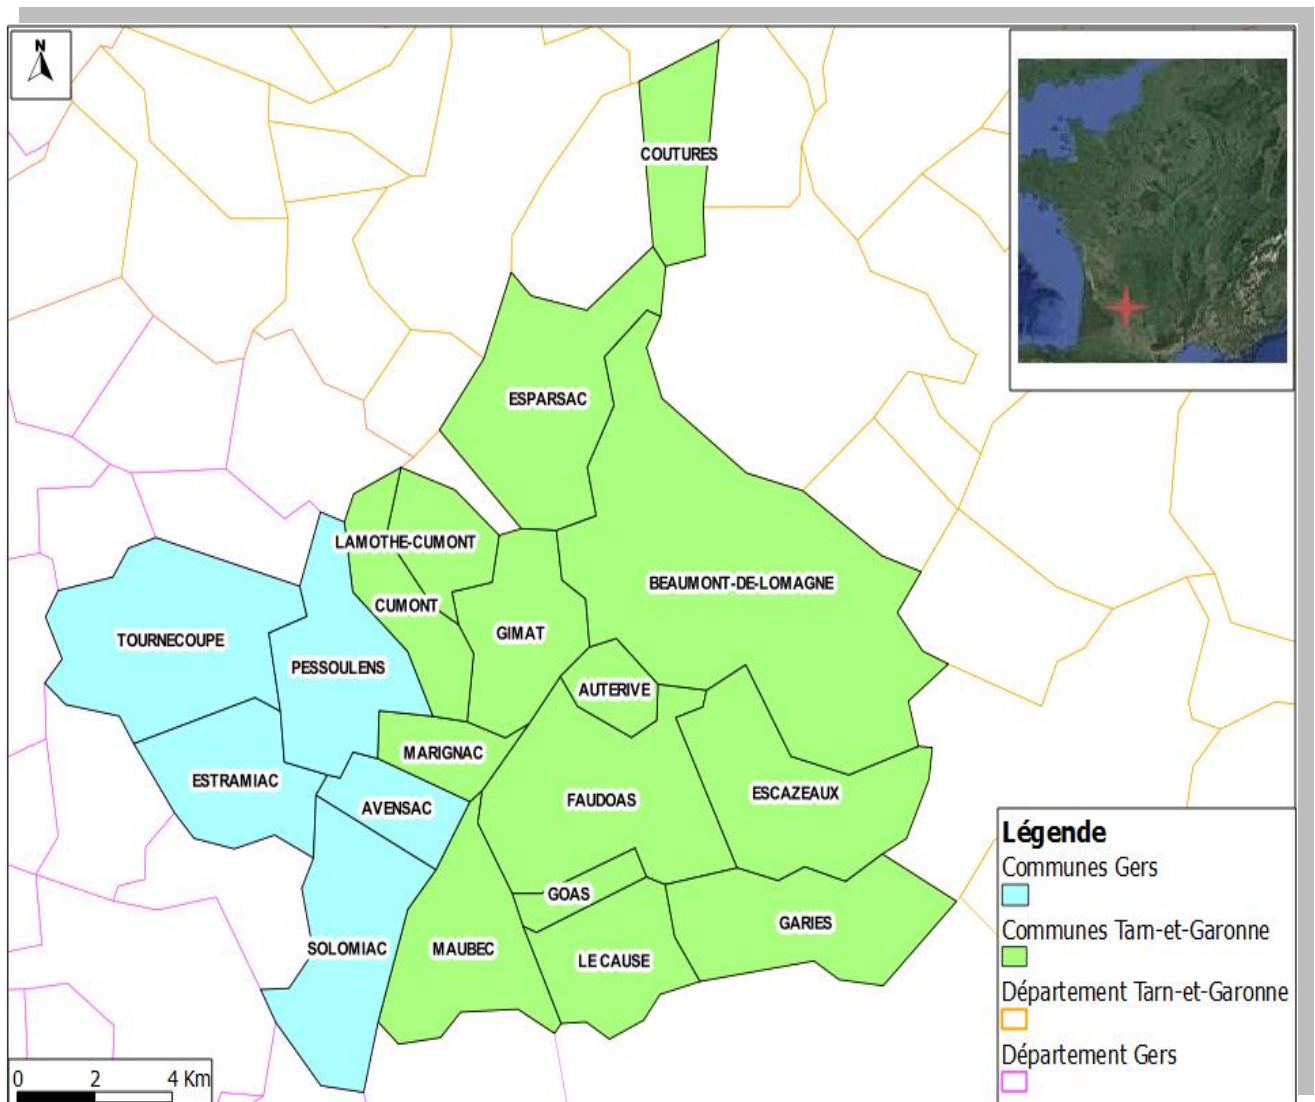 N
COUTURES
ESPARSAC
LAMOTHE-CUMONT
BEAUMONT-DE-LOMAGNE
CUMONT
GIMAT
TOURNECOUPE
PESSOULENS
AUTERIVE
MARIGNAC
ESTRAMIAC
ESCAZEAUX
FAUDOAS
AVENSAC
GOAS
GARIES
SOLOMIAC
MAUBEC
LE CAUSE
Légende
Communes Gers
Communes Tarn-et-Garonne
Département Tarn-et-Garonne
Département Gers
0 2 4 Km